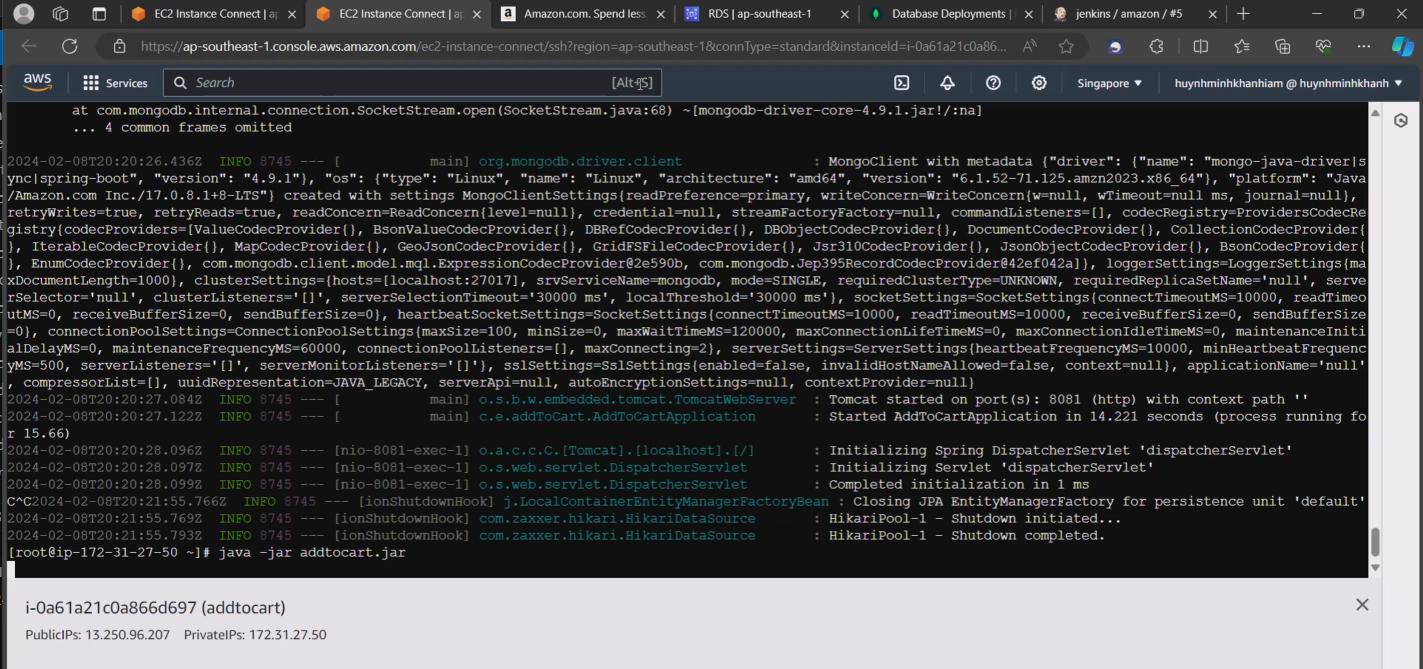 EC2 Instance Connect | ap
EC2 Instance Connect | ap
Amazon.com. Spend less
RDS | ap-southeast-1
Database Deployments |
jenkins / amazon / #5
https://ap-southeast-1.console.aws.amazon.com/ec2-instance-connect/ssh?region=ap-southeast-1&connType=standard&instanceId=i-0a61a21c0a86...
aws
Services
Search
[Alt+S]
Singapore
huynhminhkhanhiam @ huynhminhkhanh
at com.mongodb.internal.connection.SocketStream.open(SocketStream.java:68) ~[mongodb-driver-core-4.9.1.jar!/:na]
... 4 common frames omitted
2024-02-08T20:20:26.436Z INFO 8745 --- [ main] org.mongodb.driver.client : MongoClient with metadata {"driver": {"name": "mongo-java-driver|s
ync|spring-boot", "version": "4.9.1"}, "os": {"type": "Linux", "name": "Linux", "architecture": "amd64", "version": "6.1.52-71.125.amzn2023.x86_64"}, "platform": "Java
/Amazon.com Inc./17.0.8.1+8-LTS"} created with settings MongoClientSettings{readPreference=primary, writeConcern=WriteConcern{w=null, wTimeout=null ms, journal=null},
retryWrites=true, retryReads=true, readConcern=ReadConcern{level=null}, credential=null, streamFactoryFactory=null, commandListeners=[], codecRegistry=ProvidersCodecRe
gistry{codecProviders=[ValueCodecProvider{}, BsonValueCodecProvider{}, DBRefCodecProvider{}, DBObjectCodecProvider{}, DocumentCodecProvider{}, CollectionCodecProvider{
}, IterableCodecProvider{}, MapCodecProvider{}, GeoJsonCodecProvider{}, GridFSFileCodecProvider{}, Jsr310CodecProvider{}, JsonObjectCodecProvider{}, BsonCodecProvider{
}, EnumCodecProvider{}, com.mongodb.client.model.mql.ExpressionCodecProvider@2e590b, com.mongodb.Jep395RecordCodecProvider@42ef042a]}, loggerSettings=LoggerSettings{ma
xDocumentLength=1000}, clusterSettings={hosts=[localhost:27017], srvServiceName=mongodb, mode=SINGLE, requiredClusterType=UNKNOWN, requiredReplicaSetName='null', serve
rSelector='null', clusterListeners='[]', serverSelectionTimeout='30000 ms', localThreshold='30000 ms'}, socketSettings=SocketSettings{connectTimeoutMS=10000, readTimeo
utMS=0, receiveBufferSize=0, sendBufferSize=0}, heartbeatSocketSettings=SocketSettings{connectTimeoutMS=10000, readTimeoutMS=10000, receiveBufferSize=0, sendBufferSize
=0}, connectionPoolSettings=ConnectionPoolSettings{maxSize=100, minSize=0, maxWaitTimeMS=120000, maxConnectionLifeTimeMS=0, maxConnectionIdleTimeMS=0, maintenanceIniti
alDelayMS=0, maintenanceFrequencyMS=60000, connectionPoolListeners=[], maxConnecting=2}, serverSettings=ServerSettings{heartbeatFrequencyMS=10000, minHeartbeatFrequenc
yMS=500, serverListeners='[]', serverMonitorListeners='[]'}, sslSettings=SslSettings{enabled=false, invalidHostNameAllowed=false, context=null}, applicationName='null'
, compressorList=[], uuidRepresentation=JAVA_LEGACY, serverApi=null, autoEncryptionSettings=null, contextProvider=null}
2024-02-08T20:20:27.084Z INFO 8745 --- [ main] o.s.b.w.embedded.tomcat.TomcatWebServer : Tomcat started on port(s): 8081 (http) with context path ''
2024-02-08T20:20:27.122Z INFO 8745 --- [ main] c.e.addToCart.AddToCartApplication : Started AddToCartApplication in 14.221 seconds (process running fo
r 15.66)
2024-02-08T20:20:28.096Z INFO 8745 --- [nio-8081-exec-1] o.a.c.c.C.[Tomcat].[localhost].[/] : Initializing Spring DispatcherServlet 'dispatcherServlet'
2024-02-08T20:20:28.097Z INFO 8745 --- [nio-8081-exec-1] o.s.web.servlet.DispatcherServlet : Initializing Servlet 'dispatcherServlet'
2024-02-08T20:20:28.099Z INFO 8745 --- [nio-8081-exec-1] o.s.web.servlet.DispatcherServlet : Completed initialization in 1 ms
C^C2024-02-08T20:21:55.766Z INFO 8745 --- [ionShutdownHook] j.LocalContainerEntityManagerFactoryBean : Closing JPA EntityManagerFactory for persistence unit 'default'
2024-02-08T20:21:55.769Z INFO 8745 --- [ionShutdownHook] com.zaxxer.hikari.HikariDataSource : HikariPool-1 - Shutdown initiated...
2024-02-08T20:21:55.793Z INFO 8745 --- [ionShutdownHook] com.zaxxer.hikari.HikariDataSource : HikariPool-1 - Shutdown completed.
[root@ip-172-31-27-50 ~]# java -jar addtocart.jar
i-0a61a21c0a866d697 (addtocart)
PublicIPs: 13.250.96.207 PrivateIPs: 172.31.27.50